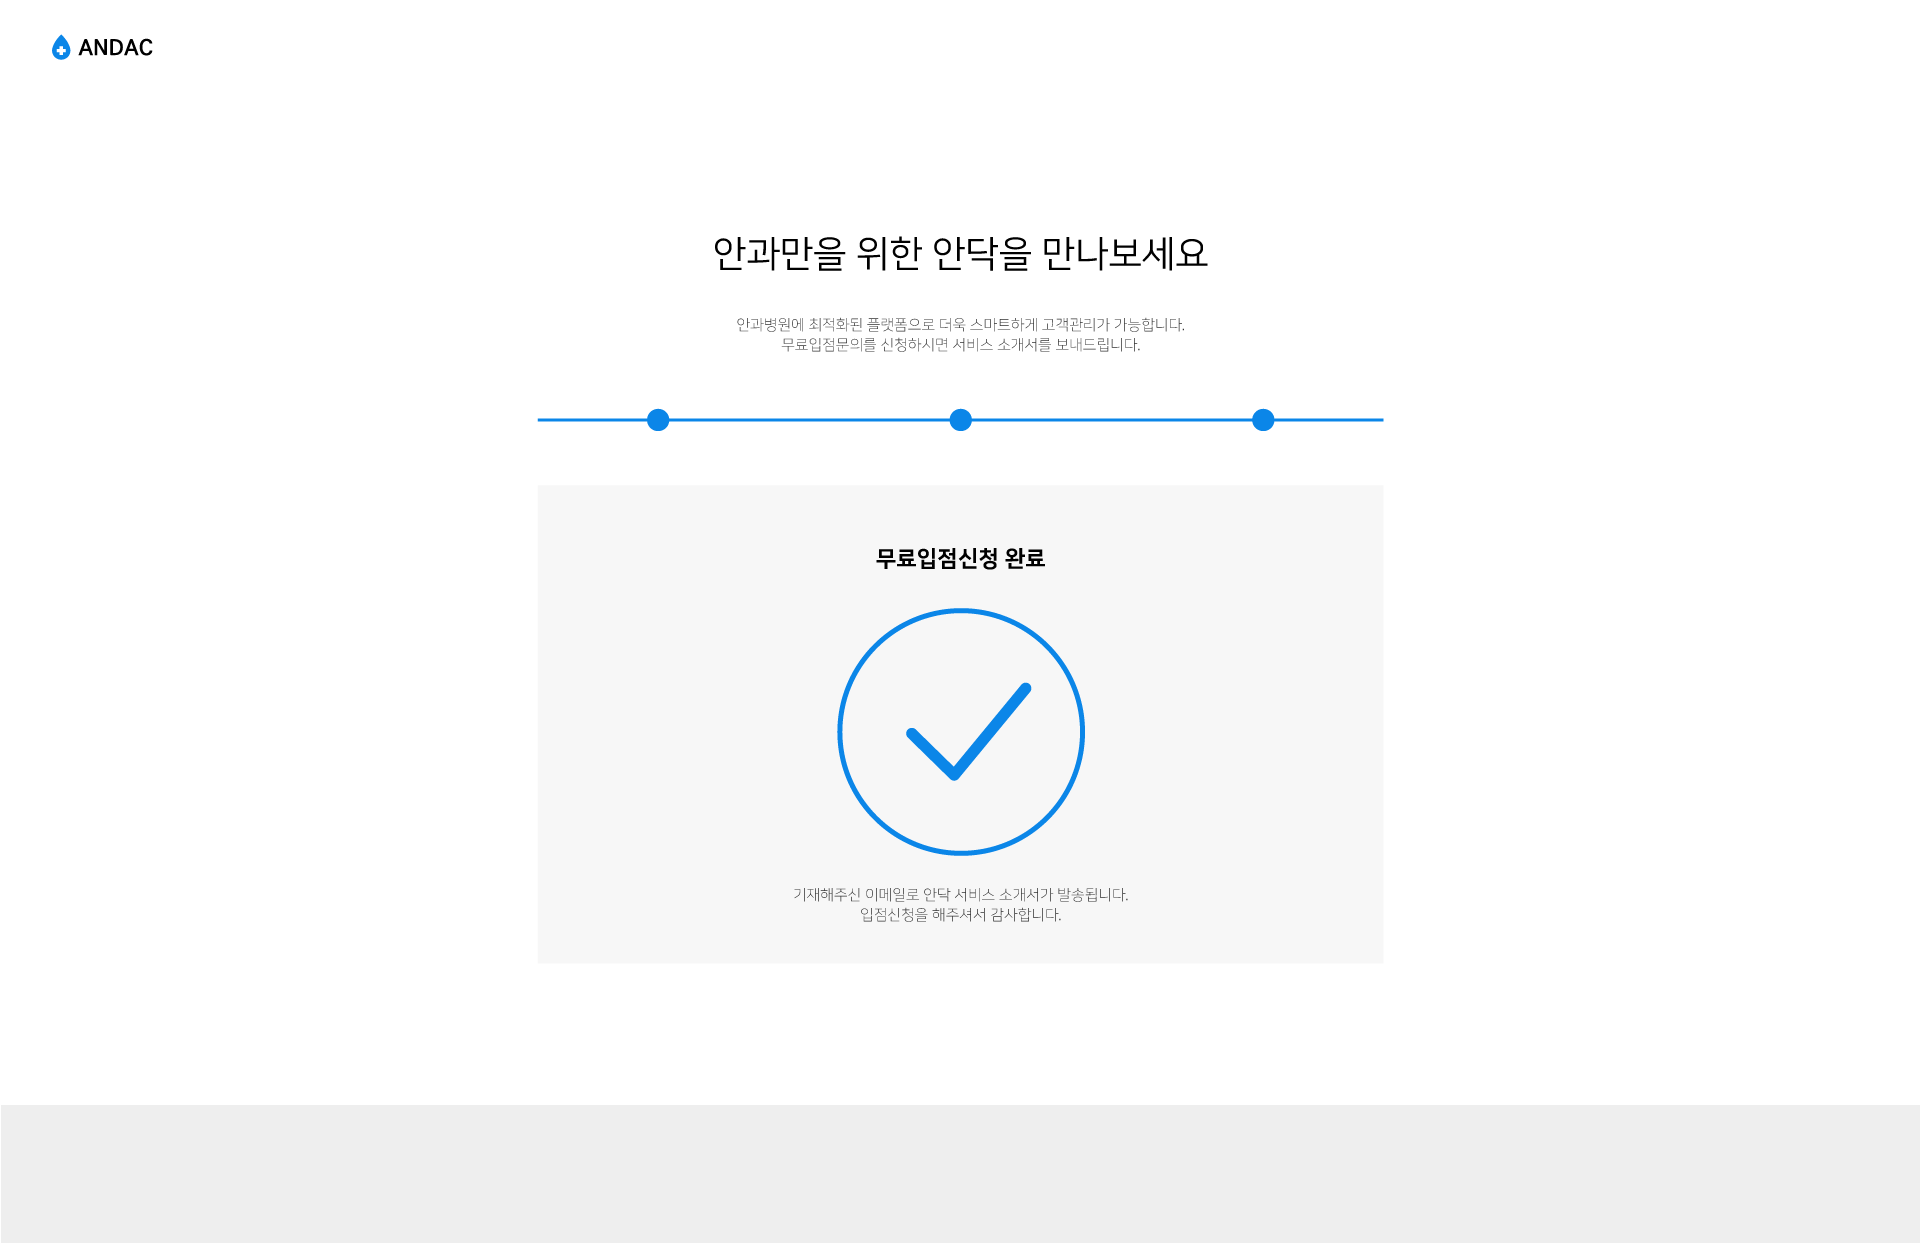 ANDAC
안과만을 위한 안닥을 만나보세요
안과병원에 최적화된 플랫폼으로 더욱 스마트하게 고객관리가 가능합니다.
무료입점문의를 신청하시면 서비스 소개서를 보내드립니다.
무료입점신청 완료
기재해주신 이메일로 안닥 서비스 소개서가 발송됩니다.
입점신청을 해주셔서 감사합니다.